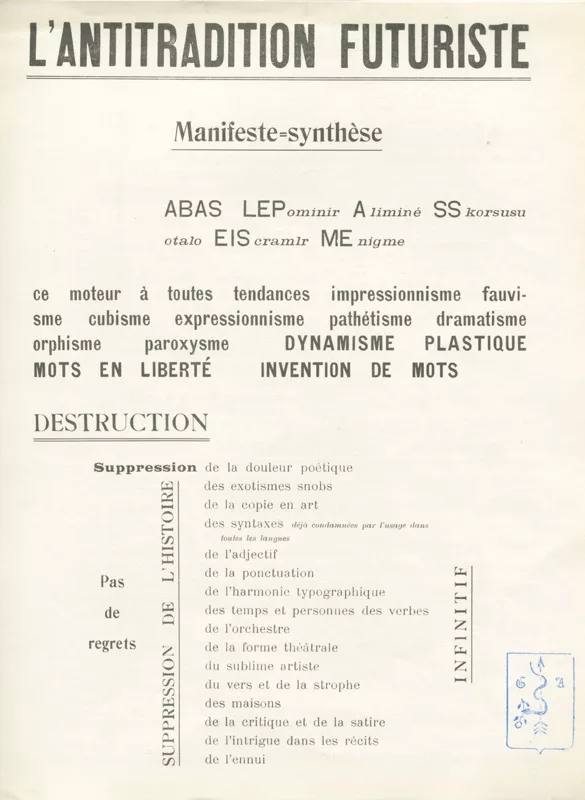 L'ANTITRADITION FUTURISTE
Manifeste=synthèse
ABAS LEPominir Aliminé SS korsusu
otalo EIScramlr MEnigme
ce moteur à toutes tendances impressionnisme fauvi-
sme cubisme expressionnisme pathétisme dramatisme
orphisme paroxysme DYNAMISME PLASTIQUE
MOTS EN LIBERTÉ INVENTION DE MOTS
DESTRUCTION
Suppression de la douleur poétique
des exotismes snobs
de la copie en art
des syntaxes déjà condamnées par l'usage dans
toutes les langues
de l'adjectif
de la ponctuation
de l'harmonie typographique
des temps et personnes des verbes
de l'orchestre
de la forme théâtrale
du sublime artiste
du vers et de la strophe
des maisons
de la critique et de la satire
de l'intrigue dans les récits
de l'ennui
SUPPRESSION DE L'HISTOIRE
Pas
de
regrets
INFINITIF
G A